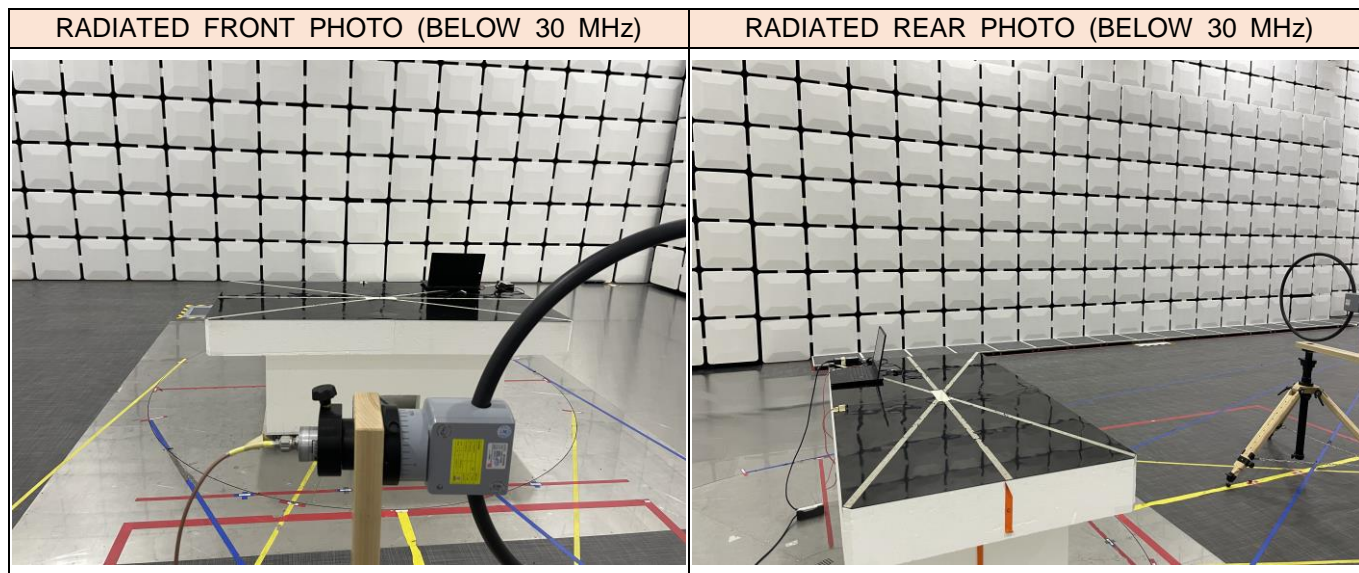 RADIATED FRONT PHOTO (BELOW 30 MHz)
RADIATED REAR PHOTO (BELOW 30 MHz)